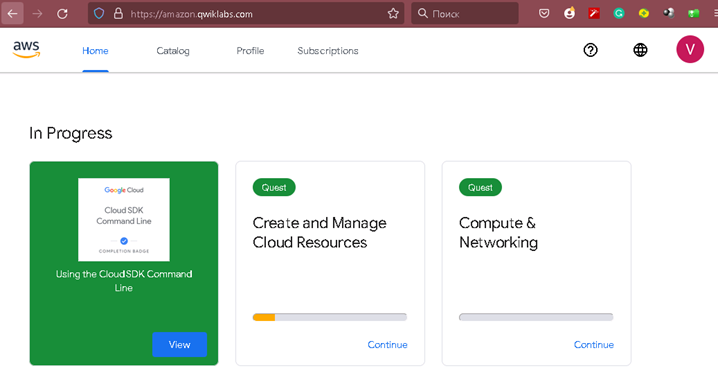 https://amazon.qwiklabs.com
Поиск
aws
Home
Catalog
Profile
Subscriptions
V
In Progress
Google Cloud
Cloud SDK
Command Line
COMPLETION BADGE
Using the Cloud SDK Command
Line
View
Quest
Create and Manage
Cloud Resources
Continue
Quest
Compute &
Networking
Continue